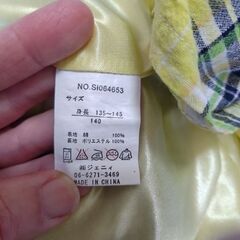 NO.SI064653
サイズ
身長 135～145
140
表地 綿 100%
裏地 ポリエステル 100%
㈱ジェニィ
06-6271-3469
MADE IN CHINA